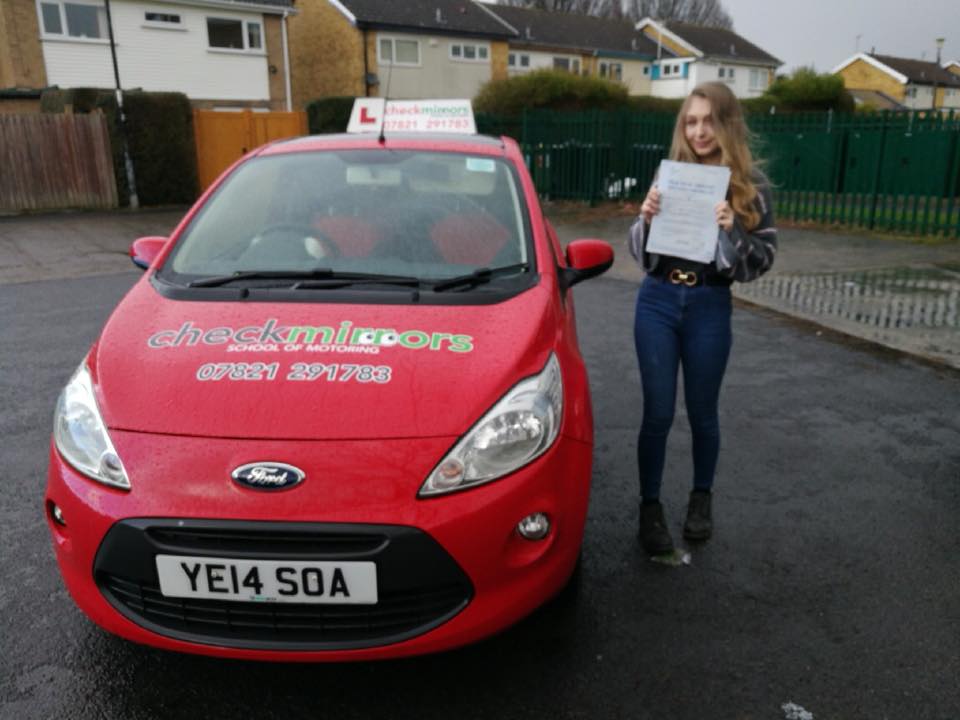 L checkmirrors
07821 291783
checkmirrors
SCHOOL OF MOTORING
07821 291783
Ford
YE14 SOA